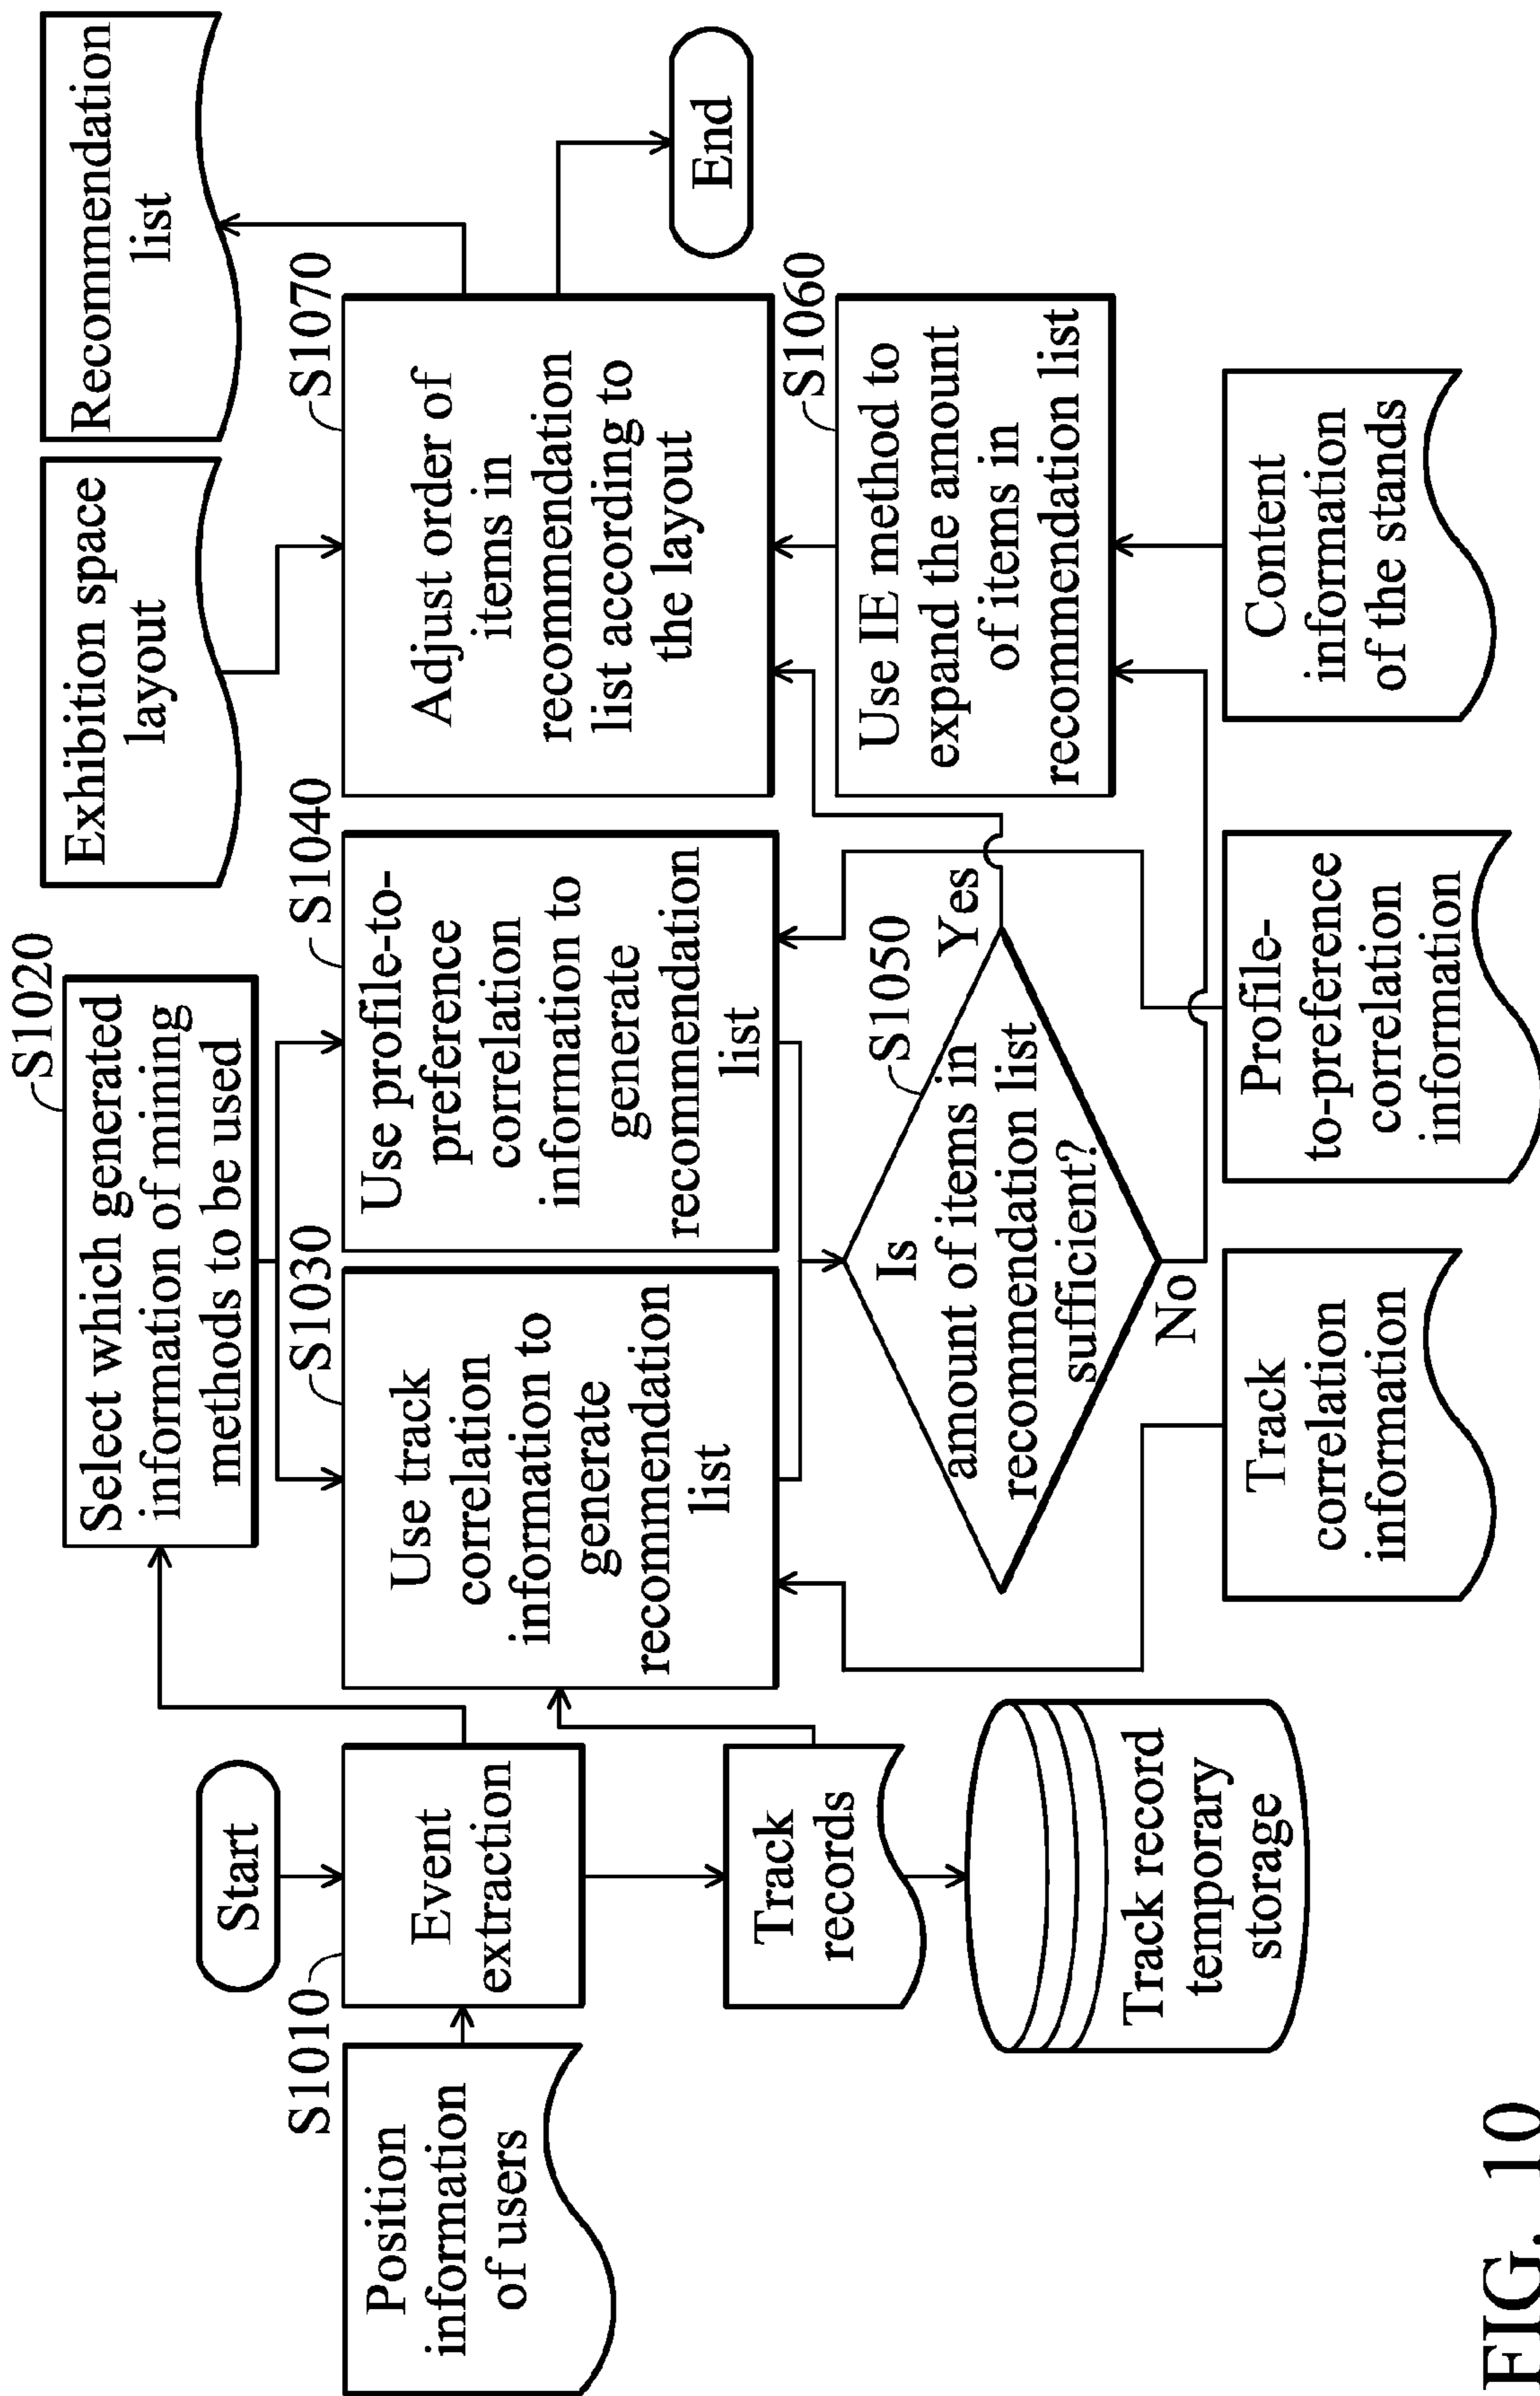 Start
S1010
Position
information
of users
Event
extraction
Track
records
Track record
temporary
storage
S1020
Select which generated
information of mining
methods to be used
S1030
Use track
correlation
information to
generate
recommendation
list
S1040
Use profile-to-
preference
correlation
information to
generate
recommendation
list
S1050
Is
amount of items in
recommendation list
sufficient?
Yes
No
Track
correlation
information
Profile-
to-preference
correlation
information
Exhibition space
layout
Recommendation
list
S1070
Adjust order of
items in
recommendation
list according to
the layout
End
S1060
Use IE method to
expand the amount
of items in
recommendation list
Content
information
of the stands
FIG. 10